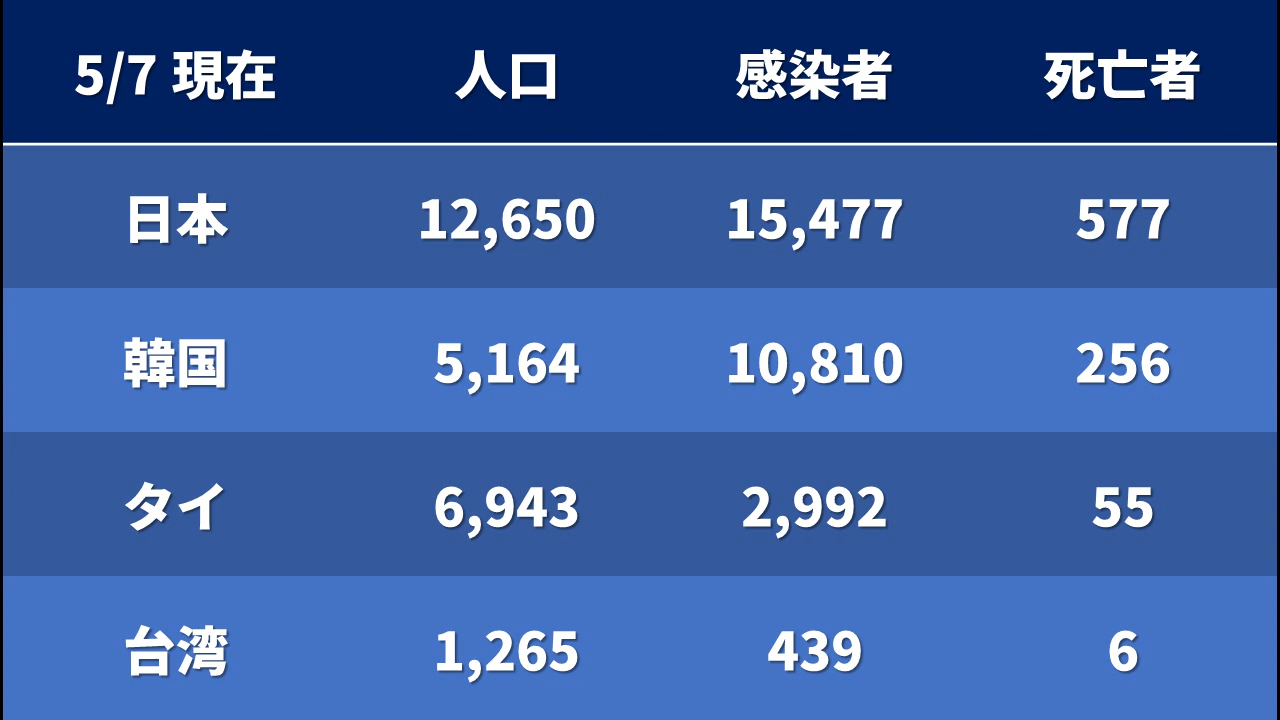 5/7 現在 人口 感染者 死亡者
日本 12,650 15,477 577
韓国 5,164 10,810 256
タイ 6,943 2,992 55
台湾 1,265 439 6